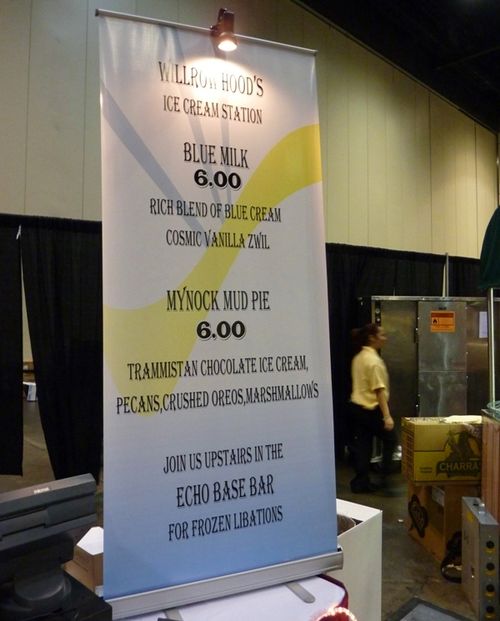 WILLROW HOOD'S
ICE CREAM STATION
BLUE MILK
6.00
RICH BLEND OF BLUE CREAM
COSMIC VANILLA ZWIL
MYNOCK MUD PIE
6.00
TRAMMISTAN CHOCOLATE ICE CREAM,
PECANS,CRUSHED OREOS,MARSHMALLOWS
JOIN US UPSTAIRS IN THE
ECHO BASE BAR
FOR FROZEN LIBATIONS
CHARRA